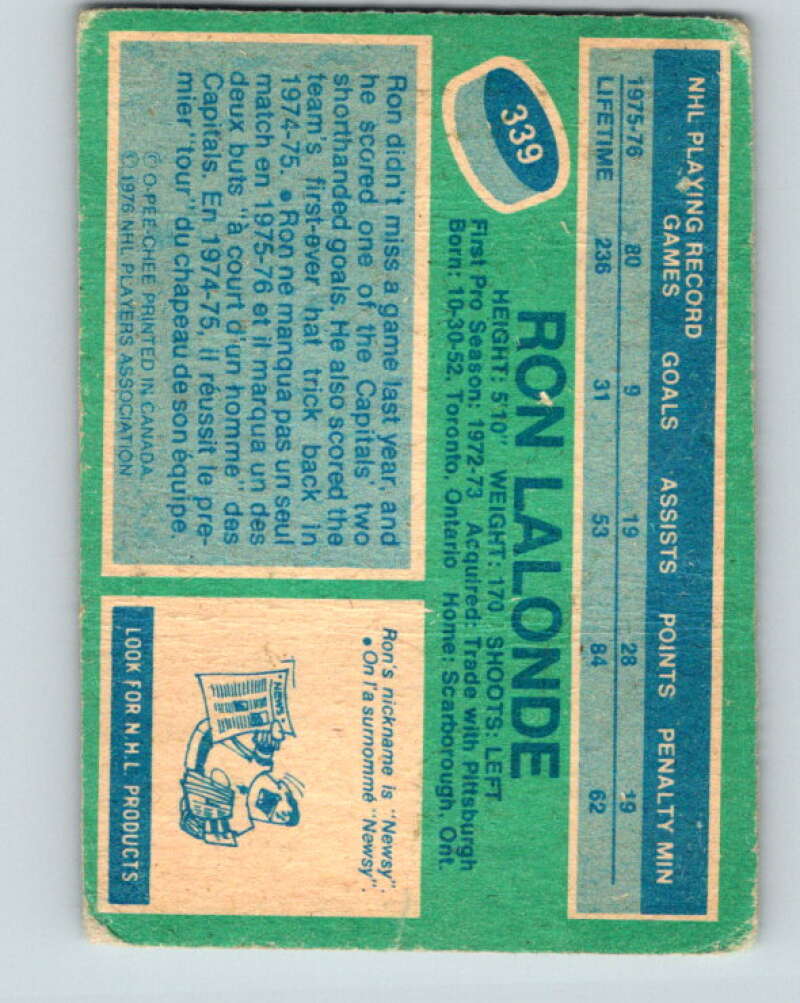 NHL PLAYING RECORD
GAMES GOALS ASSISTS POINTS PENALTY MIN
1975-76 80 9 19 28 19
LIFETIME 236 31 53 84 62
339
RON LALONDE
HEIGHT: 5'10" WEIGHT: 170 SHOOTS: LEFT
First Pro Season: 1972-73 Acquired: Trade with Pittsburgh
Born: 10-30-52, Toronto, Ontario Home: Scarborough, Ont.
Ron didn't miss a game last year, and
he scored one of the Capitals' two
shorthanded goals. He also scored the
team's first-ever hat trick back in
1974-75. • Ron ne manqua pas un seul
match en 1975-76 et il marqua un des
deux buts "à court d'un homme" des
Capitals. En 1974-75, il réussit le pre-
mier "tour" du chapeau de son équipe.
© O-PEE-CHEE PRINTED IN CANADA
© 1976 NHL PLAYERS ASSOCIATION
Ron's nickname is "Newsy".
• On l'a surnommé "Newsy".
NEWS
LOOK FOR N.H.L. PRODUCTS